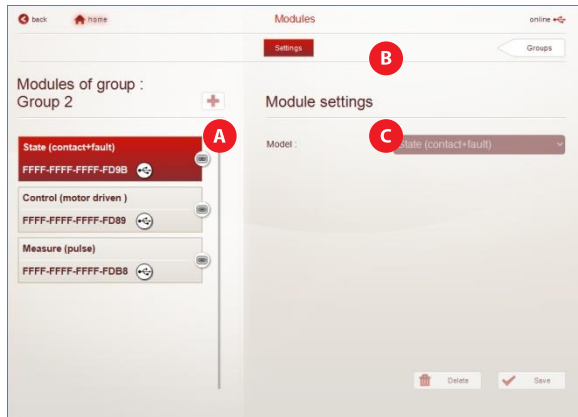 back home Modules online
Settings B Groups
Modules of group :
Group 2
Module settings
A
State (contact+fault)
FFFF-FFFF-FFFF-FD9B
Model : C State (contact+fault)
Control (motor driven )
FFFF-FFFF-FFFF-FD89
Measure (pulse)
FFFF-FFFF-FFFF-FDB8
Delete Save